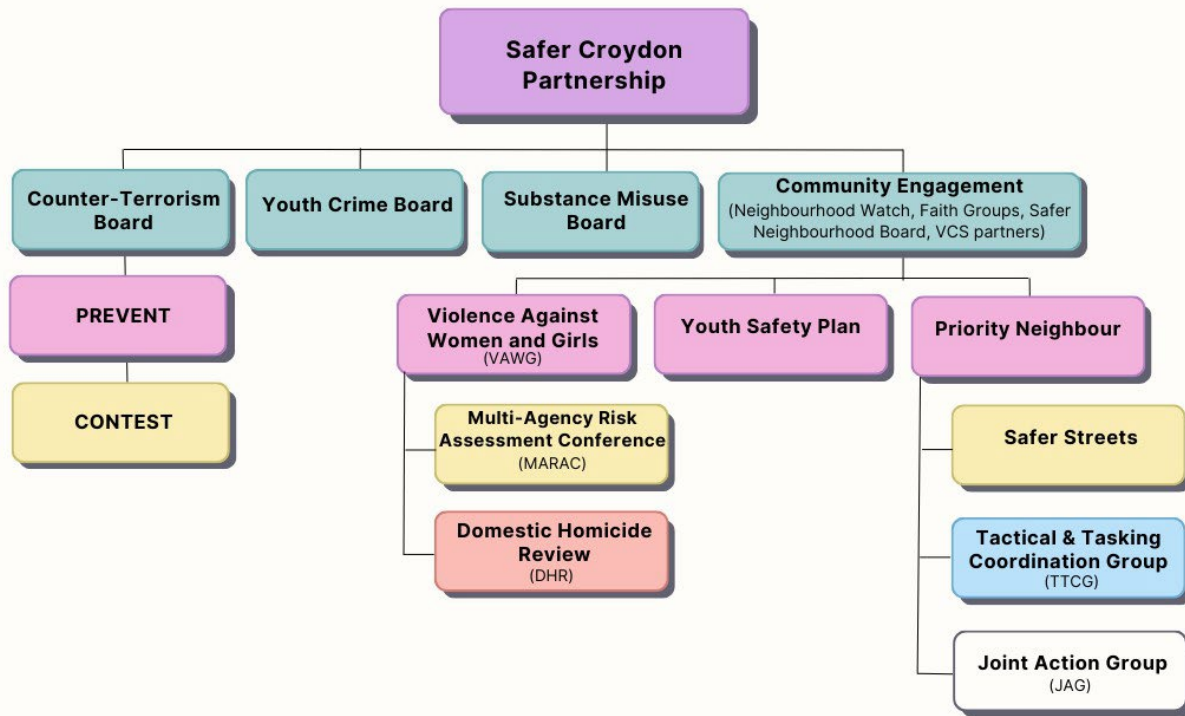 Safer Croydon
Partnership
Counter-Terrorism
Board
Youth Crime Board
Substance Misuse
Board
Community Engagement
(Neighbourhood Watch, Faith Groups, Safer
Neighbourhood Board, VCS partners)
PREVENT
CONTEST
Violence Against
Women and Girls
(VAWG)
Youth Safety Plan
Priority Neighbour
Multi-Agency Risk
Assessment Conference
(MARAC)
Domestic Homicide
Review
(DHR)
Safer Streets
Tactical & Tasking
Coordination Group
(TTCG)
Joint Action Group
(JAG)